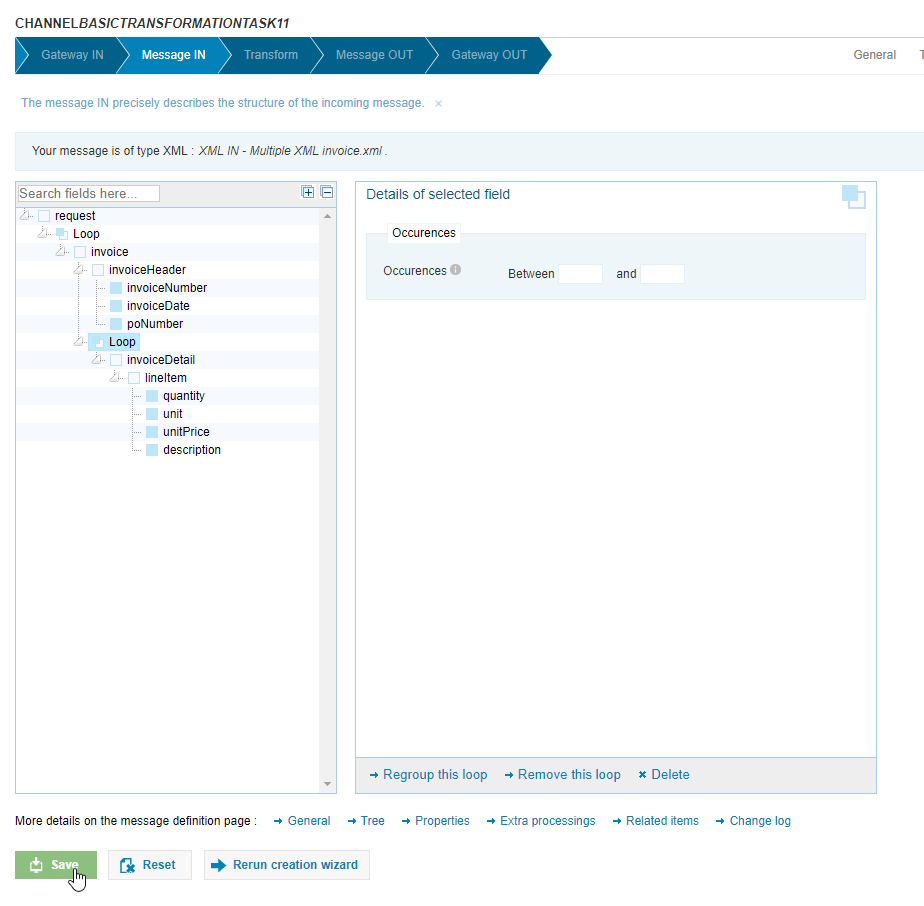 CHANNELBASICTRANSFORMATIONTASK11
Gateway IN Message IN Transform Message OUT Gateway OUT General
The message IN precisely describes the structure of the incoming message. ×
Your message is of type XML : XML IN - Multiple XML invoice.xml .
Search fields here...
request
Loop
invoice
invoiceHeader
invoiceNumber
invoiceDate
poNumber
Loop
invoiceDetail
lineItem
quantity
unit
unitPrice
description
Details of selected field
Occurences
Occurences Between and
Regroup this loop Remove this loop Delete
More details on the message definition page : General Tree Properties Extra processings Related items Change log
Save Reset Rerun creation wizard